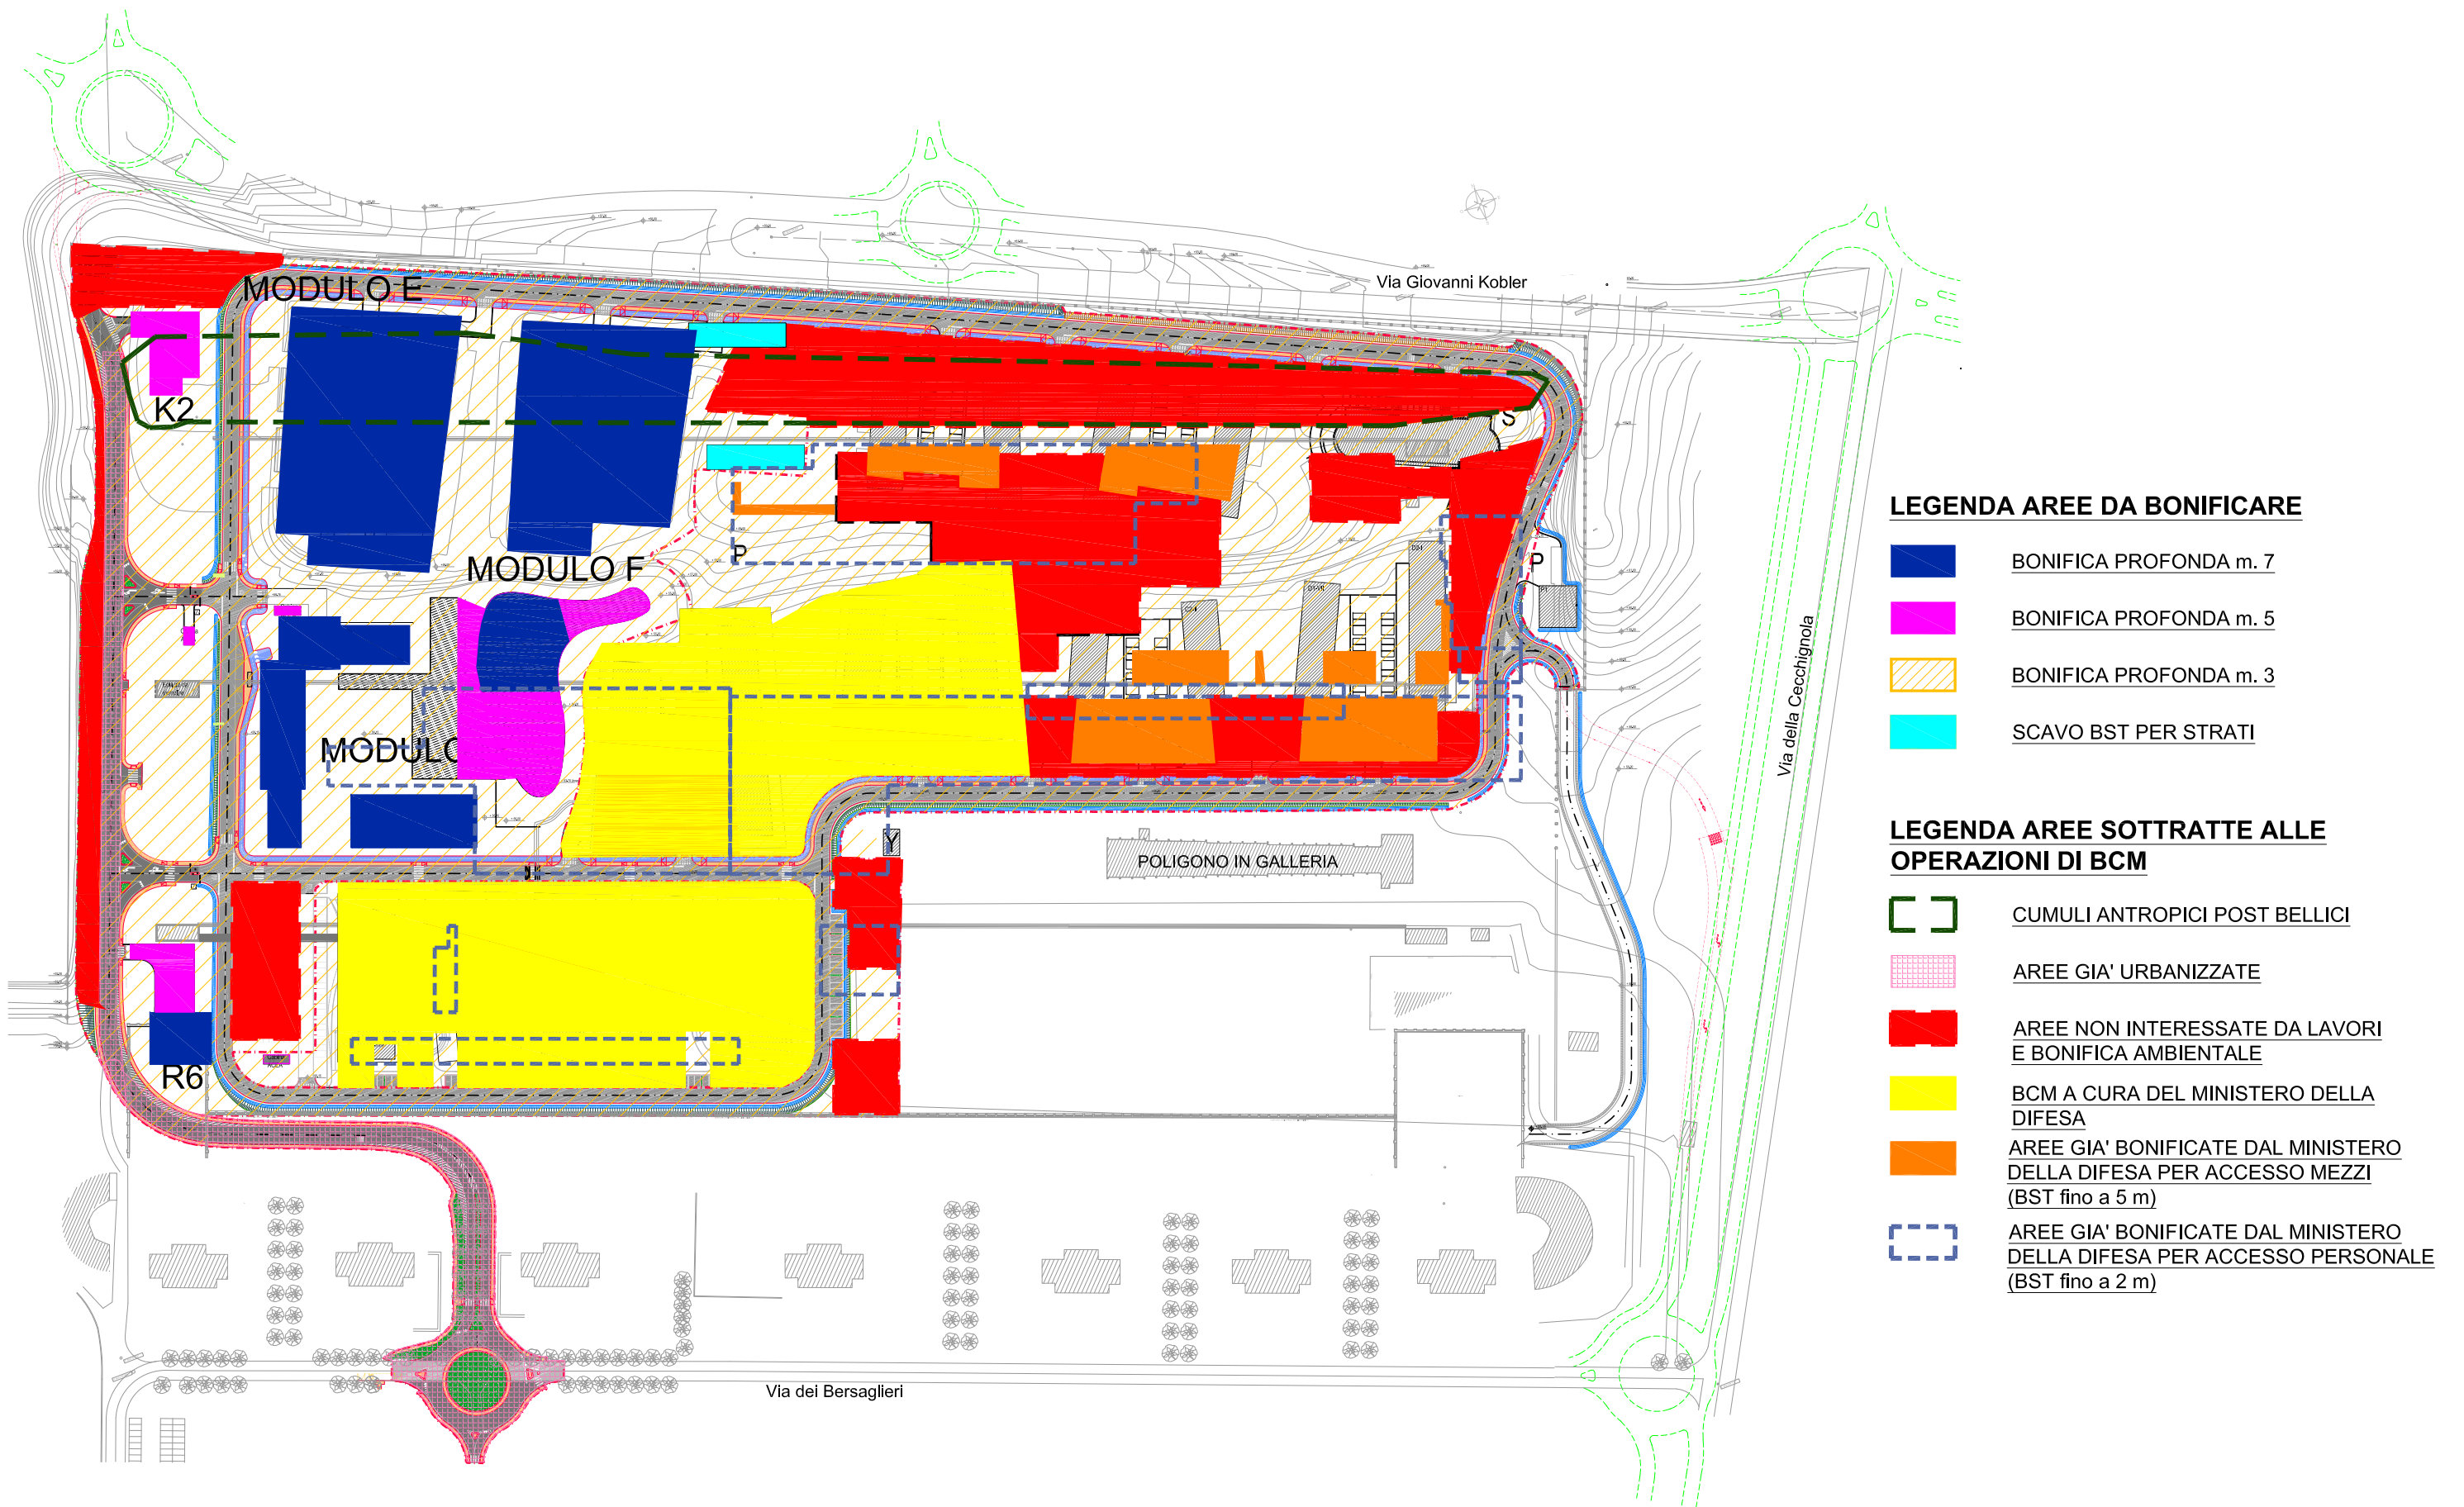 Via Giovanni Kobler
MODULO E
K2
S
MODULO F
P
P
MODULO
Via della Cecchignola
Y
POLIGONO IN GALLERIA
R6
Via dei Bersaglieri
LEGENDA AREE DA BONIFICARE
BONIFICA PROFONDA m. 7
BONIFICA PROFONDA m. 5
BONIFICA PROFONDA m. 3
SCAVO BST PER STRATI
LEGENDA AREE SOTTRATTE ALLE
OPERAZIONI DI BCM
CUMULI ANTROPICI POST BELLICI
AREE GIA' URBANIZZATE
AREE NON INTERESSATE DA LAVORI
E BONIFICA AMBIENTALE
BCM A CURA DEL MINISTERO DELLA
DIFESA
AREE GIA' BONIFICATE DAL MINISTERO
DELLA DIFESA PER ACCESSO MEZZI
(BST fino a 5 m)
AREE GIA' BONIFICATE DAL MINISTERO
DELLA DIFESA PER ACCESSO PERSONALE
(BST fino a 2 m)